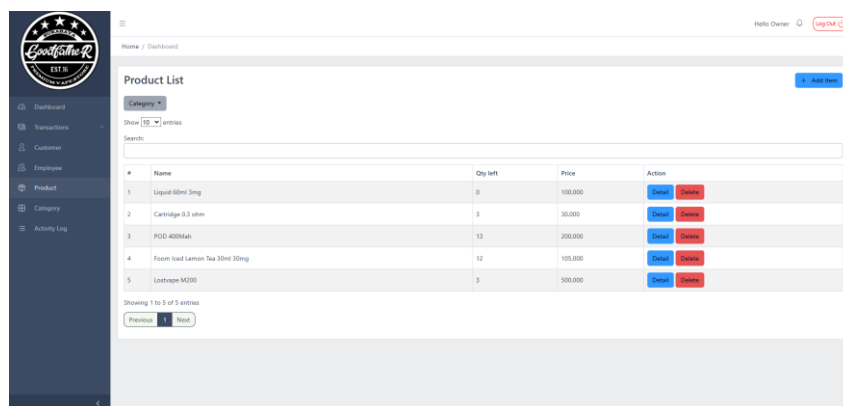 SURABAYA
GoodfatheR
EST.16
PREMIUM VAPE STORE
Dashboard
Transactions
Customer
Employee
Product
Category
Activity Log
Hello Owner
Log Out
Home / Dashboard
Product List
+ Add Item
Category
Show 10 entries
Search:
# Name Qty left Price Action
1 Liquid 60ml 3mg 0 100.000 Detail Delete
2 Cartridge 0.3 ohm 3 30.000 Detail Delete
3 POD 400Mah 13 200.000 Detail Delete
4 Foom Iced Lemon Tea 30ml 30mg 12 105.000 Detail Delete
5 Lostvape M200 3 500.000 Detail Delete
Showing 1 to 5 of 5 entries
Previous 1 Next